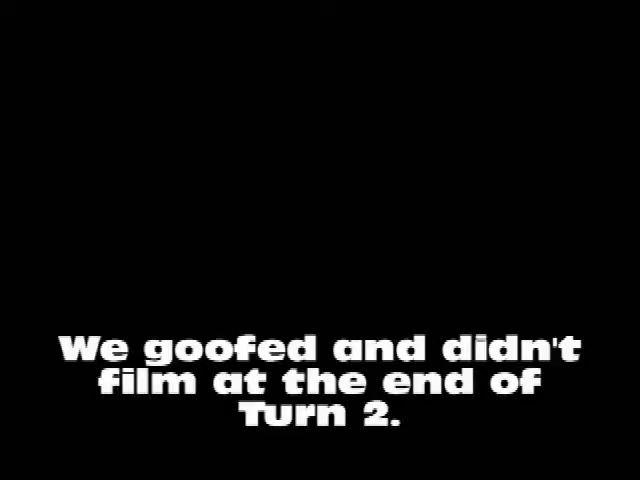 We goofed and didn't
film at the end of
Turn 2.